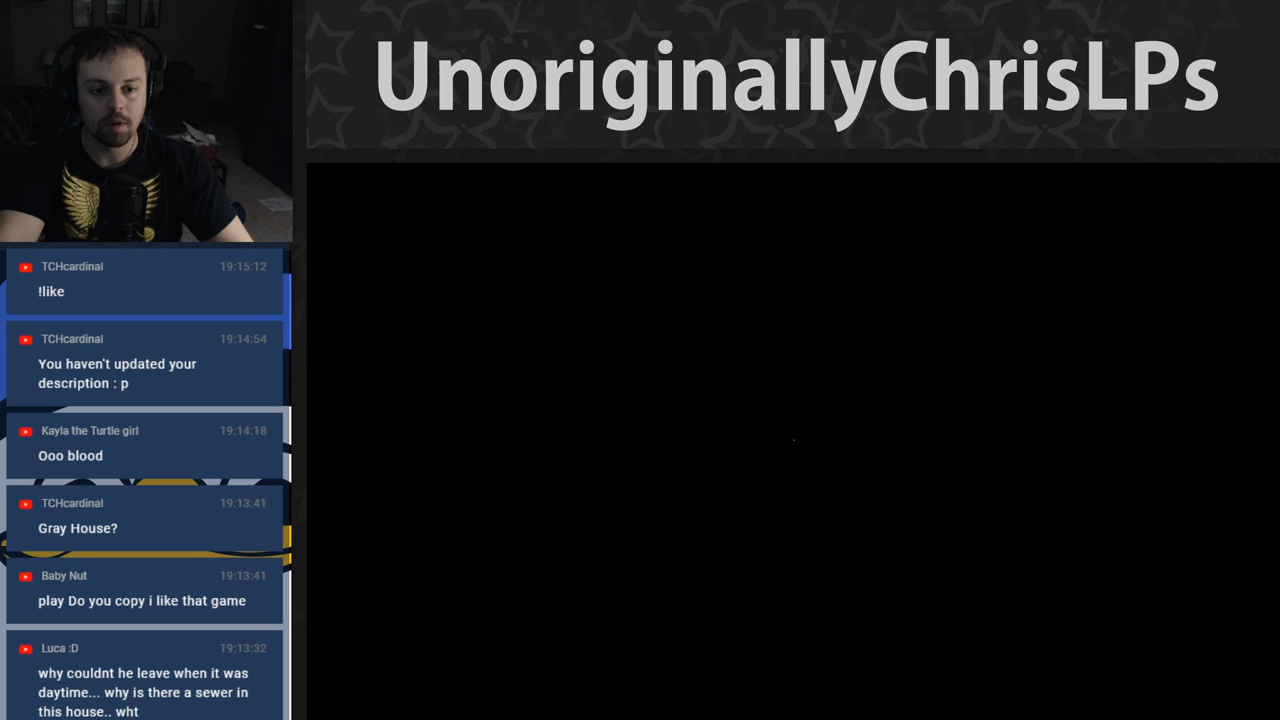 UnoriginallyChrisLPs
TCHcardinal 19:15:12
!like
TCHcardinal 19:14:54
You haven't updated your
description : p
Kayla the Turtle girl 19:14:18
Ooo blood
TCHcardinal 19:13:41
Gray House?
Baby Nut 19:13:41
play Do you copy i like that game
Luca :D 19:13:32
why couldnt he leave when it was
daytime... why is there a sewer in
this house.. wht